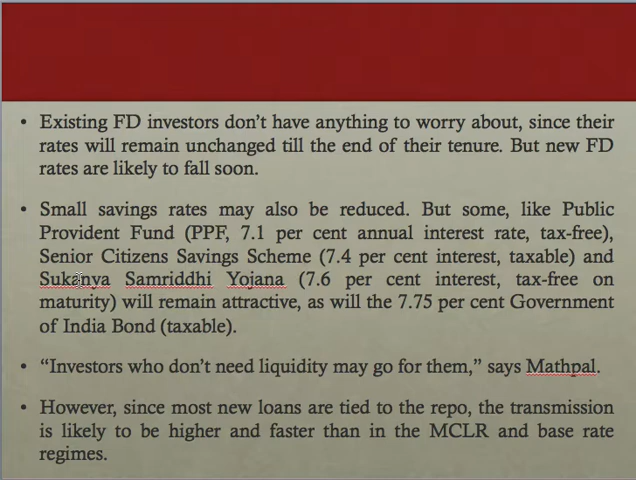 • Existing FD investors don’t have anything to worry about, since their
rates will remain unchanged till the end of their tenure. But new FD
rates are likely to fall soon.
• Small savings rates may also be reduced. But some, like Public
Provident Fund (PPF, 7.1 per cent annual interest rate, tax-free),
Senior Citizens Savings Scheme (7.4 per cent interest, taxable) and
Sukanya Samriddhi Yojana (7.6 per cent interest, tax-free on
maturity) will remain attractive, as will the 7.75 per cent Government
of India Bond (taxable).
• “Investors who don’t need liquidity may go for them,” says Mathpal.
• However, since most new loans are tied to the repo, the transmission
is likely to be higher and faster than in the MCLR and base rate
regimes.